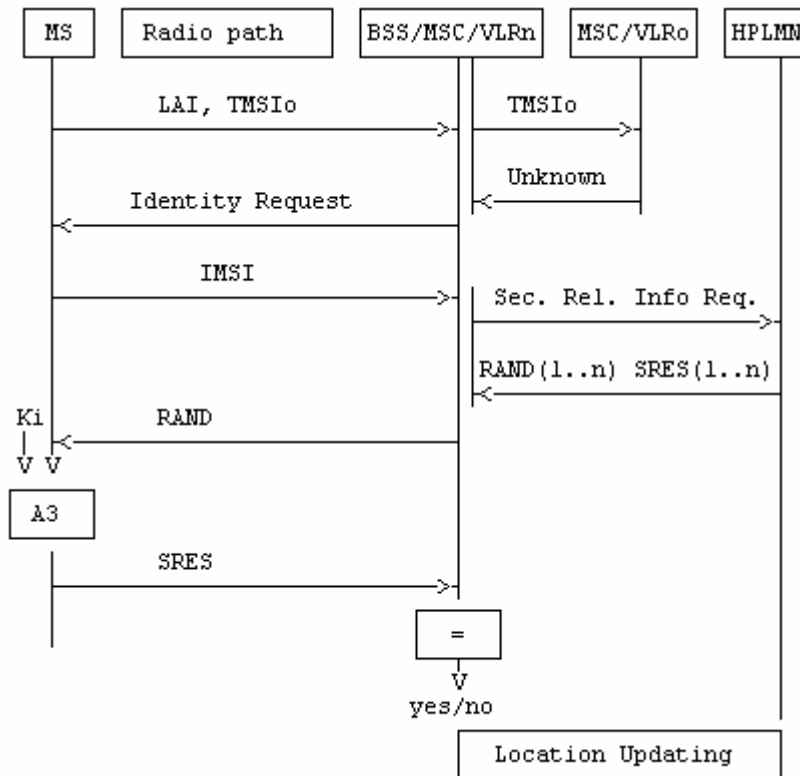 MS
Radio path
BSS/MSC/VLRn
MSC/VLRo
HPLMN
LAI, TMSIo
TMSIo
Unknown
Identity Request
IMSI
Sec. Rel. Info Req.
RAND(1..n) SRES(1..n)
Ki
RAND
A3
SRES
=
yes/no
Location Updating